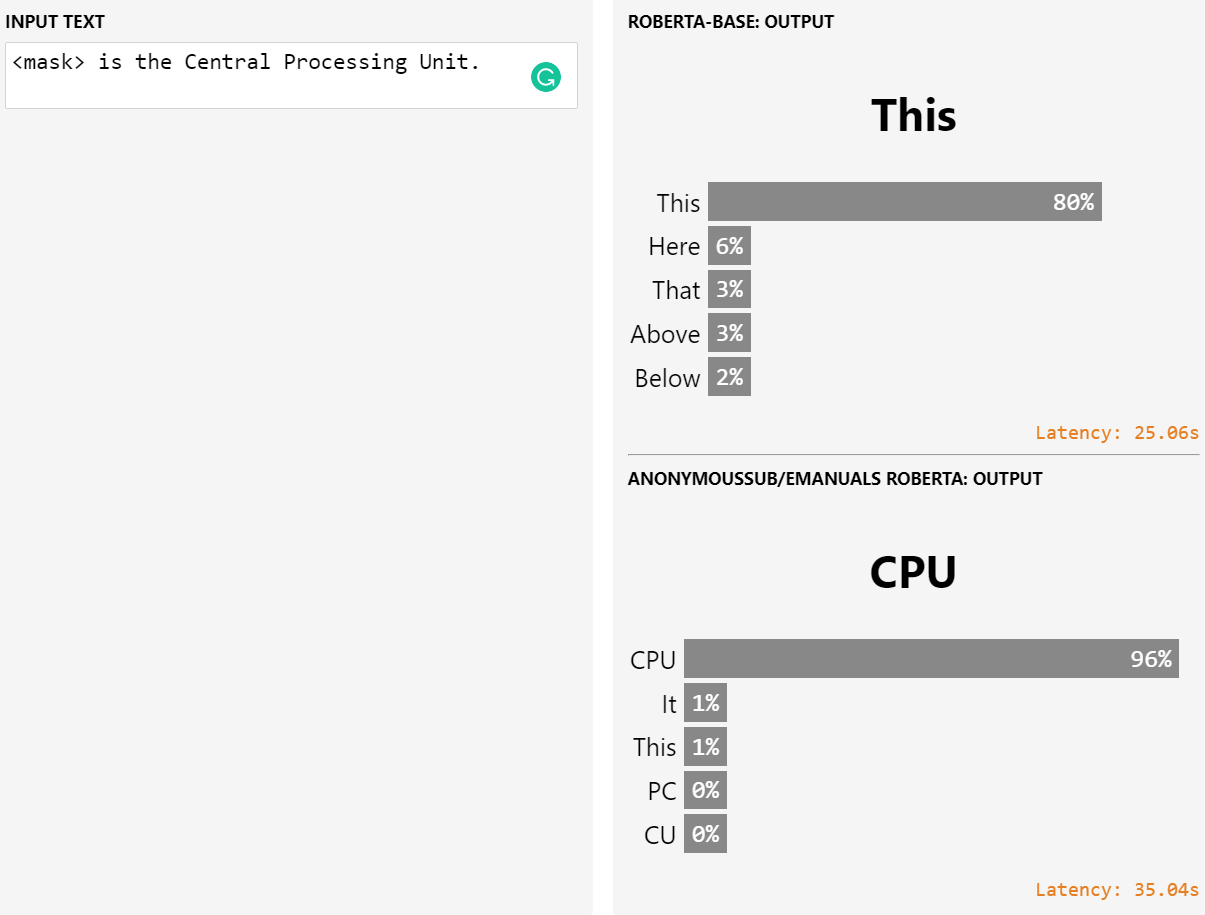 INPUT TEXT
<mask> is the Central Processing Unit.
ROBERTA-BASE: OUTPUT
This
This 80%
Here 6%
That 3%
Above 3%
Below 2%
Latency: 25.06s
ANONYMOUSSUB/EMANUALS ROBERTA: OUTPUT
CPU
CPU 96%
It 1%
This 1%
PC 0%
CU 0%
Latency: 35.04s